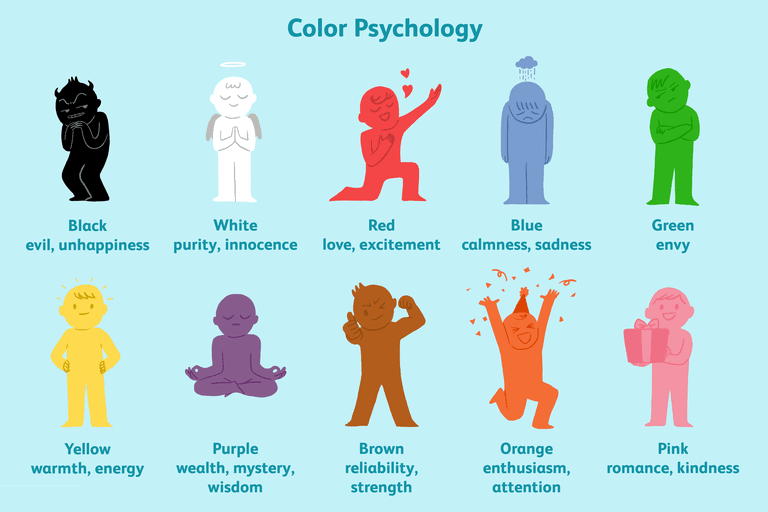 Color Psychology
Black
evil, unhappiness
White
purity, innocence
Red
love, excitement
Blue
calmness, sadness
Green
envy
Yellow
warmth, energy
Purple
wealth, mystery,
wisdom
Brown
reliability,
strength
Orange
enthusiasm,
attention
Pink
romance, kindness